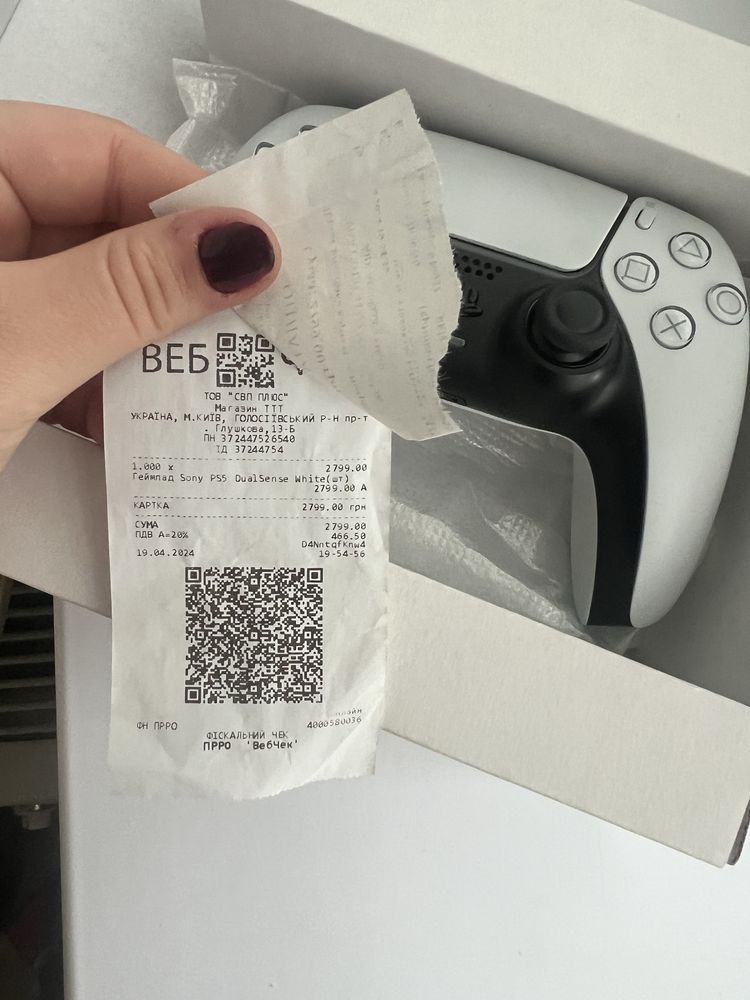 ВЕБ
ТОВ "СВП ПЛЮС"
Магазин ТТТ
УКРАЇНА, М.КИЇВ, ГОЛОСІЇВСЬКИЙ Р-Н пр-т
. Глушкова,13-Б
ПН 372447526540
ІД 37244754
1.000 x 2799.00
Геймпад Sony PS5 DualSense White(шт)
2799.00 А
КАРТКА 2799.00 грн
СУМА 2799.00
ПДВ А=20% 466.50
D4NntqfKnw4
19.04.2024 19-54-56
ФН ПРРО 4000580036
ФІСКАЛЬНИЙ ЧЕК
ПРРО 'ВебЧек'